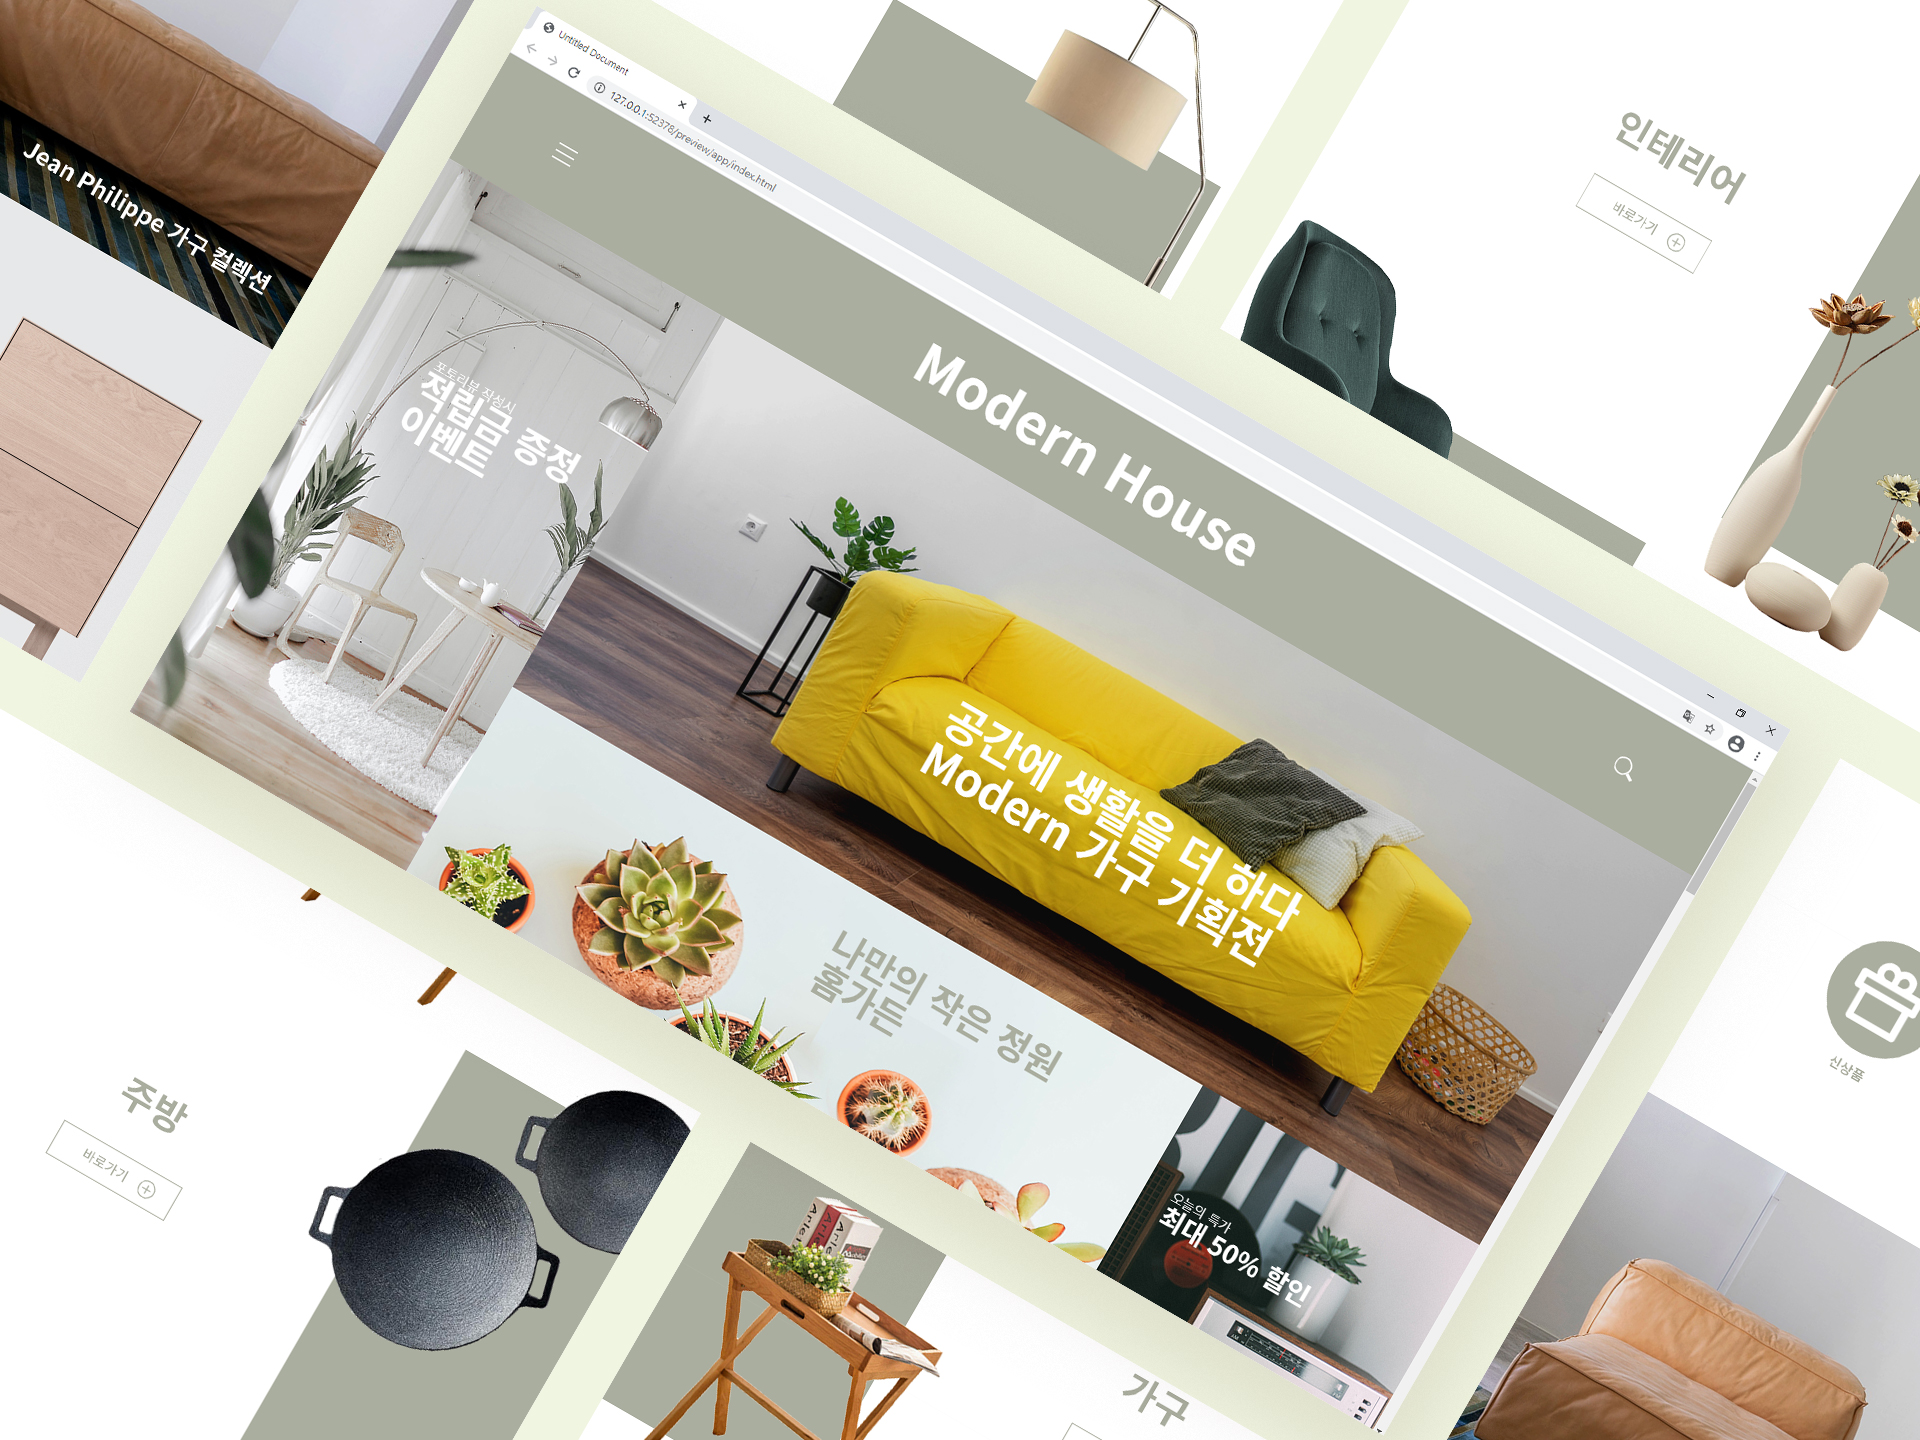 Untitled Document
127.0.0.1:52378/preview/app/index.html
Modern House
포토리뷰 작성시
적립금 증정
이벤트
공간에 생활을 더 하다
Modern 가구 기획전
나만의 작은 정원
홈가든
오늘의 특가
최대 50% 할인
Jean Philippe 가구 컬렉션
인테리어
바로가기
신상품
주방
바로가기
가구